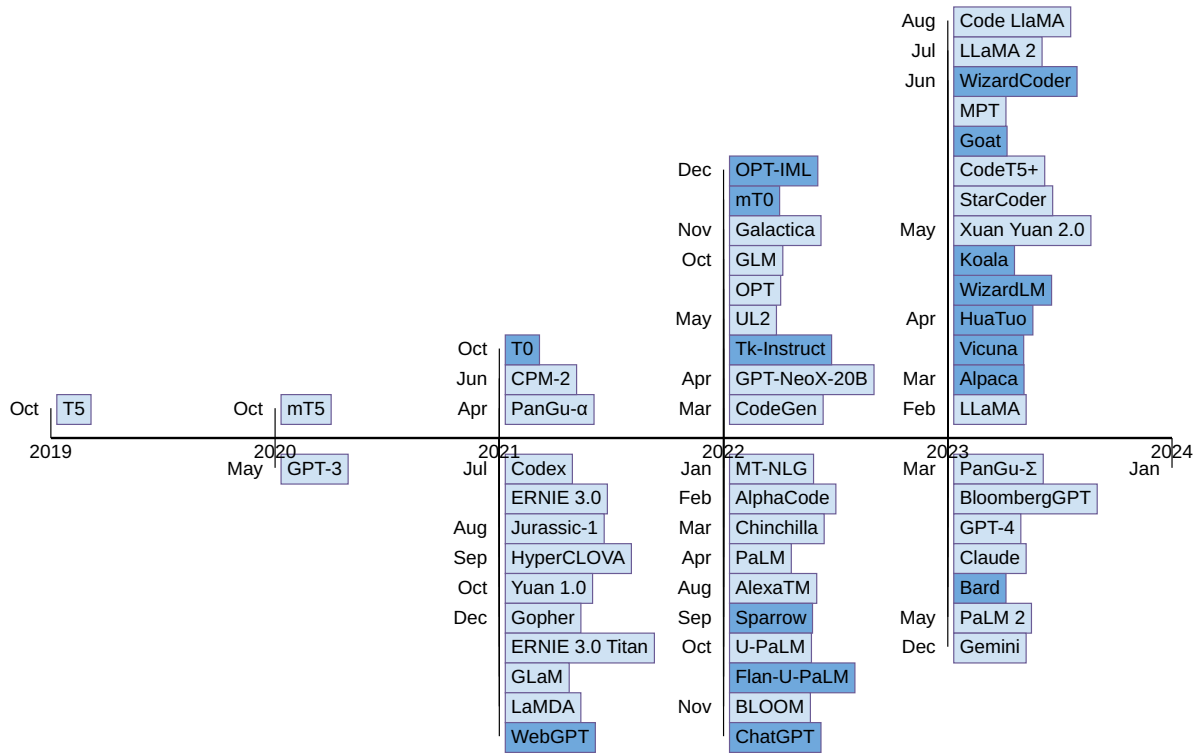 Aug Code LlaMA
Jul LLaMA 2
Jun WizardCoder
MPT
Goat
Dec OPT-IML CodeT5+
mT0 StarCoder
Nov Galactica May Xuan Yuan 2.0
Oct GLM Koala
OPT WizardLM
May UL2 Apr HuaTuo
Oct T0 Tk-Instruct Vicuna
Jun CPM-2 Apr GPT-NeoX-20B Mar Alpaca
Oct T5 Oct mT5 Apr PanGu-α Mar CodeGen Feb LLaMA
2019 2020 2021 2022 2023 2024
May GPT-3 Jul Codex Jan MT-NLG Mar PanGu-Σ Jan
ERNIE 3.0 Feb AlphaCode BloombergGPT
Aug Jurassic-1 Mar Chinchilla GPT-4
Sep HyperCLOVA Apr PaLM Claude
Oct Yuan 1.0 Aug AlexaTM Bard
Dec Gopher Sep Sparrow May PaLM 2
ERNIE 3.0 Titan Oct U-PaLM Dec Gemini
GLaM Flan-U-PaLM
LaMDA Nov BLOOM
WebGPT ChatGPT